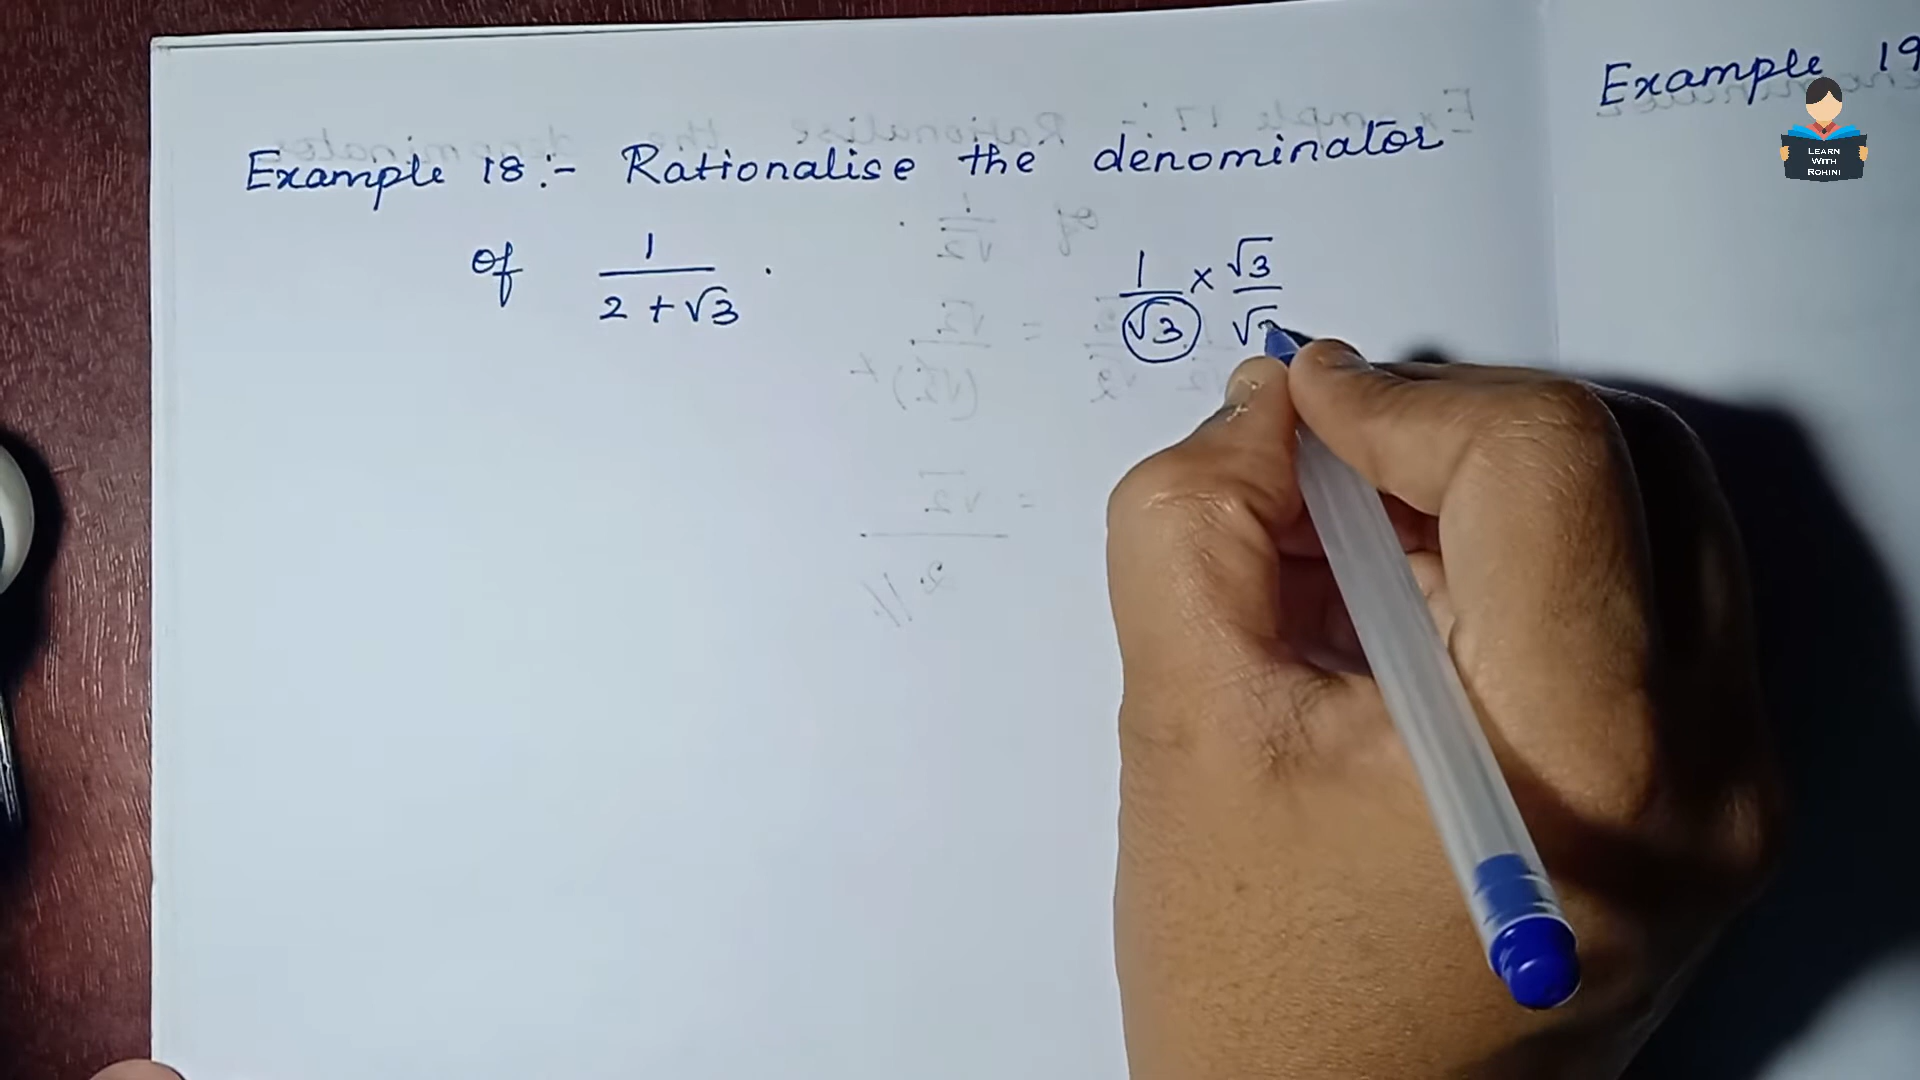 Example 18:- Rationalise the denominator
of 1/(2+√3) .
1/√3 × √3/√
Example 19
LEARN
WITH
ROHINI